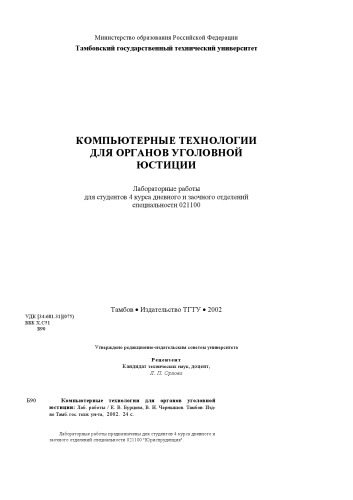 Министерство образования Российской Федерации
Тамбовский государственный технический университет
КОМПЬЮТЕРНЫЕ ТЕХНОЛОГИИ
ДЛЯ ОРГАНОВ УГОЛОВНОЙ
ЮСТИЦИИ
Лабораторные работы
для студентов 4 курса дневного и заочного отделений
специальности 021100
Тамбов • Издательство ТГТУ • 2002
УДК [34:681.31](075)
ББК Х.С51
Б90
Утверждено редакционно-издательским советом университета
Рецензент
Кандидат технических наук, доцент,
Л. П. Орлова
Б90 Компьютерные технологии для органов уголовной
юстиции: Лаб. работы / Е. В. Бурцева, В. Н. Чернышов. Тамбов: Изд-
во Тамб. гос. техн. ун-та, 2002. 24 с.
Лабораторные работы предназначены для студентов 4 курса дневного и
заочного отделений специальности 021100 "Юриспруденция"